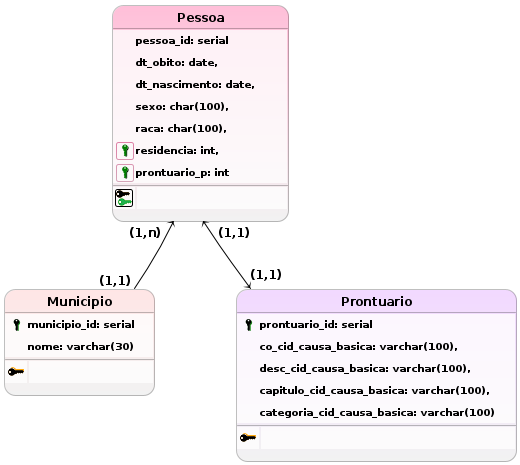 Pessoa
pessoa_id: serial
dt_obito: date,
dt_nascimento: date,
sexo: char(100),
raca: char(100),
residencia: int,
prontuario_p: int
(1,n)
(1,1)
(1,1)
(1,1)
Municipio
municipio_id: serial
nome: varchar(30)
Prontuario
prontuario_id: serial
co_cid_causa_basica: varchar(100),
desc_cid_causa_basica: varchar(100),
capitulo_cid_causa_basica: varchar(100),
categoria_cid_causa_basica: varchar(100)